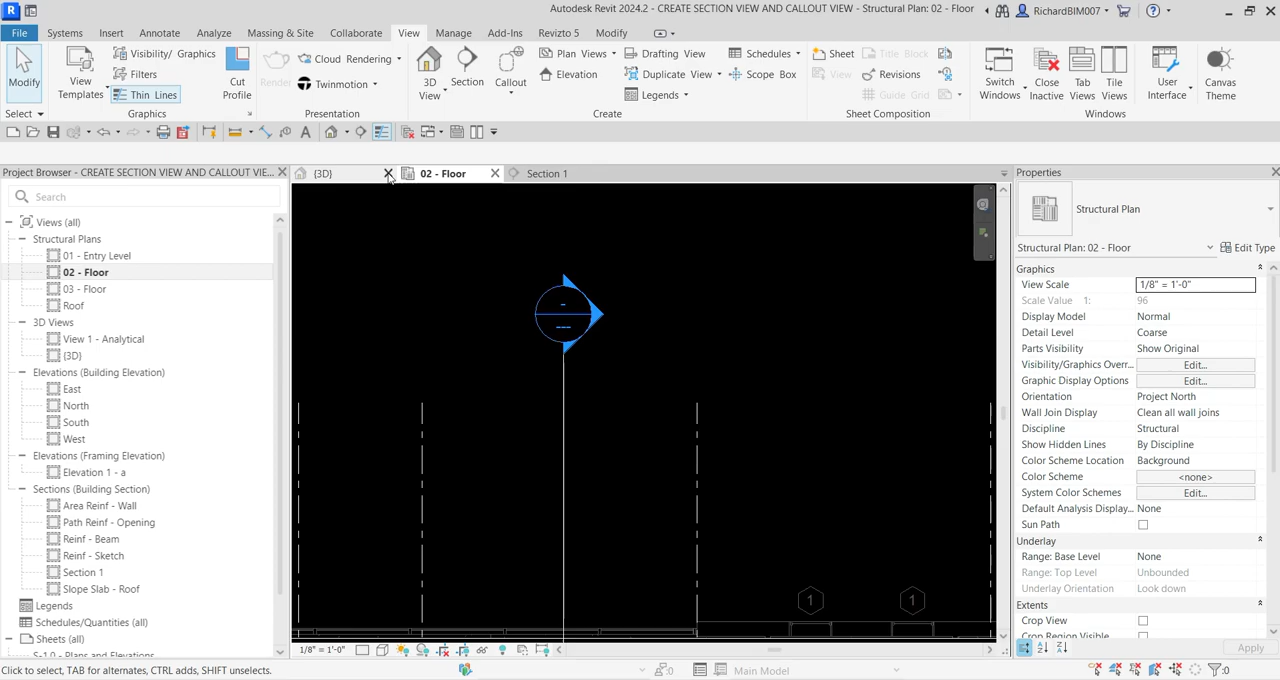 Autodesk Revit 2024.2 - CREATE SECTION VIEW AND CALLOUT VIEW - Structural Plan: 02 - Floor
RichardBIM007
File Systems Insert Annotate Analyze Massing & Site Collaborate View Manage Add-Ins Revizto 5 Modify
Modify
View Templates
Visibility/ Graphics
Filters
Thin Lines
Cut Profile
Render
Cloud Rendering
Twinmotion
3D View
Section
Callout
Plan Views
Elevation
Drafting View
Duplicate View
Legends
Schedules
Scope Box
Sheet
View
Title Block
Revisions
Guide Grid
Switch Windows
Close Inactive
Tab Views
Tile Views
User Interface
Canvas Theme
Select Graphics Presentation Create Sheet Composition Windows
Project Browser - CREATE SECTION VIEW AND CALLOUT VIE...
{3D} 02 - Floor Section 1
Properties
Search
Views (all)
Structural Plans
01 - Entry Level
02 - Floor
03 - Floor
Roof
3D Views
View 1 - Analytical
{3D}
Elevations (Building Elevation)
East
North
South
West
Elevations (Framing Elevation)
Elevation 1 - a
Sections (Building Section)
Area Reinf - Wall
Path Reinf - Opening
Reinf - Beam
Reinf - Sketch
Section 1
Slope Slab - Roof
Legends
Schedules/Quantities (all)
Sheets (all)
S-1.0 - Plans and Elevations
1 1
Structural Plan
Structural Plan: 02 - Floor Edit Type
Graphics
View Scale 1/8" = 1'-0"
Scale Value 1: 96
Display Model Normal
Detail Level Coarse
Parts Visibility Show Original
Visibility/Graphics Overr... Edit...
Graphic Display Options Edit...
Orientation Project North
Wall Join Display Clean all wall joins
Discipline Structural
Show Hidden Lines By Discipline
Color Scheme Location Background
Color Scheme <none>
System Color Schemes Edit...
Default Analysis Display... None
Sun Path
Underlay
Range: Base Level None
Range: Top Level Unbounded
Underlay Orientation Look down
Extents
Crop View
Crop Region Visible
Apply
1/8" = 1'-0"
Click to select, TAB for alternates, CTRL adds, SHIFT unselects.
:0
Main Model
:0